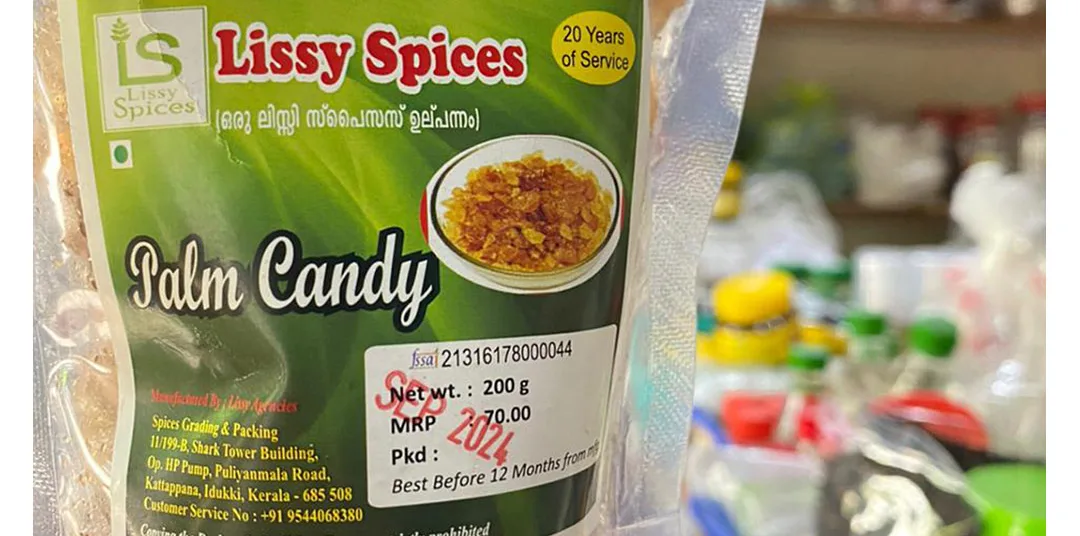 LS
Lissy
Spices
Lissy Spices
20 Years
of Service
(ഒരു ലിസ്സി സ്പൈസസ് ഉല്പന്നം)
Palm Candy
fssai 21316178000044
Net wt. : 200 g
MRP : 70.00
Pkd :
SEP 2024
Best Before 12 Months from
Manufactured By : Lissy Agencies
Spices Grading & Packing
11/199-B, Shark Tower Building,
Op. HP Pump, Puliyanmala Road,
Kattappana, Idukki, Kerala - 685 508
Customer Service No : +91 9544068380
prohibited